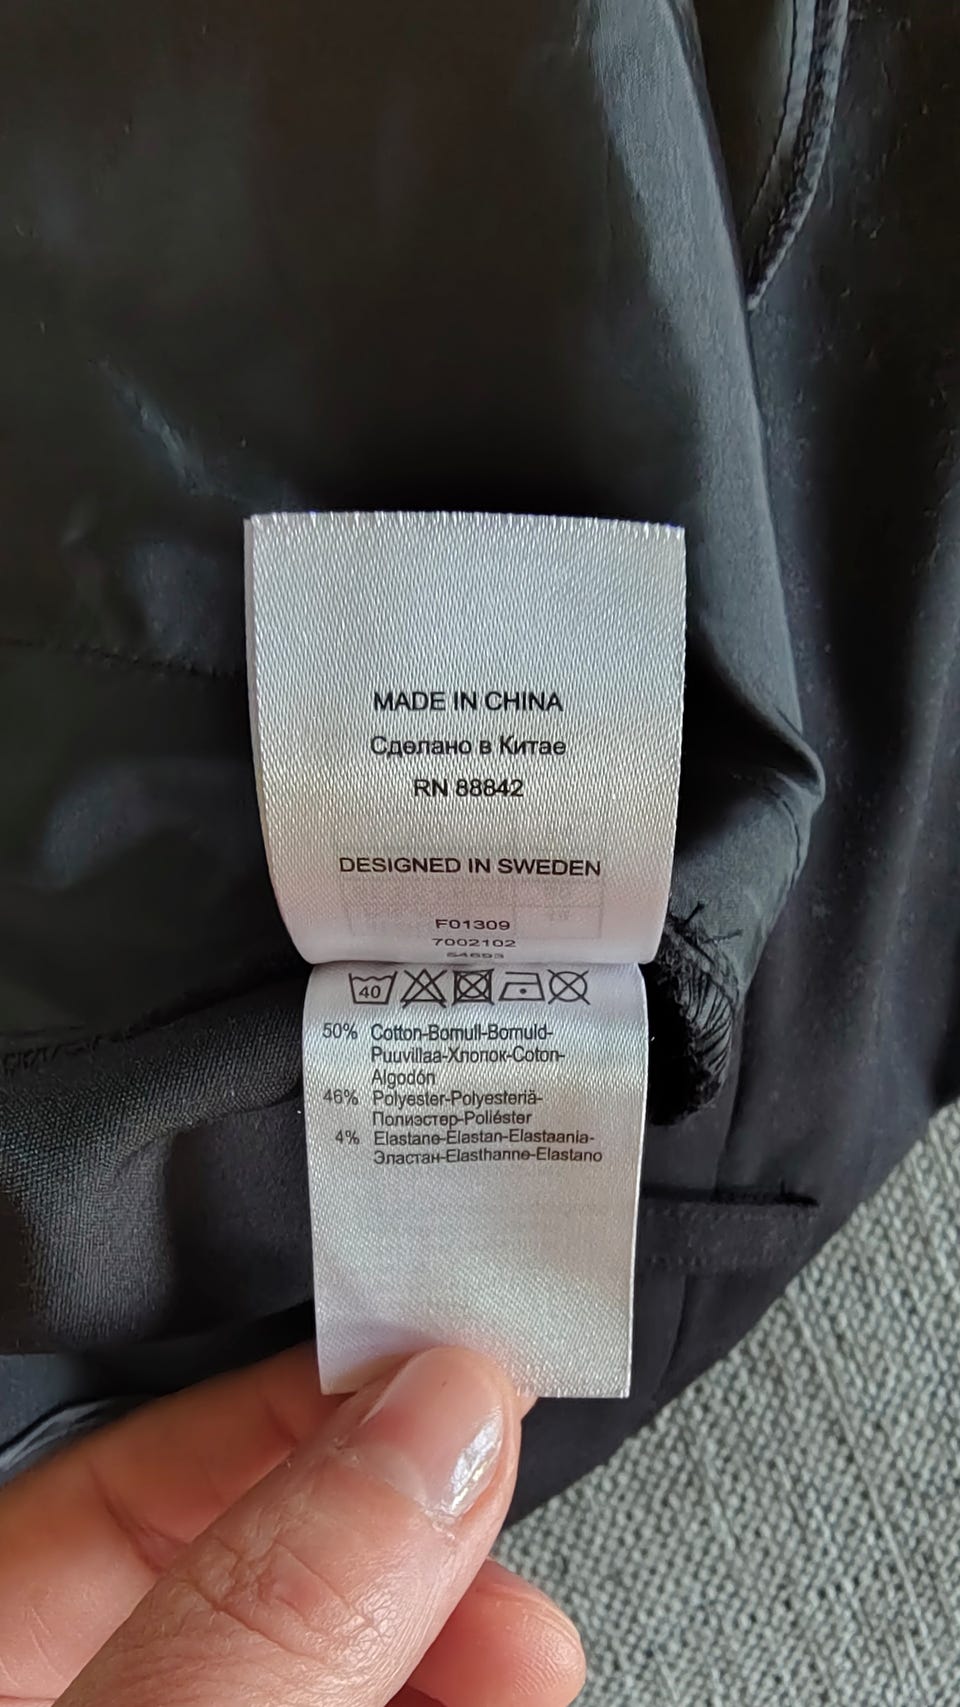 MADE IN CHINA
Сделано в Китае
RN 88842
DESIGNED IN SWEDEN
F01309
7002102
54693
40
50% Cotton-Bomull-Bomuld-
Puuvillaa-Хлопок-Coton-
Algodón
46% Polyester-Polyesteriä-
Полиэстер-Poliéster
4% Elastane-Elastan-Elastaania-
Эластан-Elasthanne-Elastano